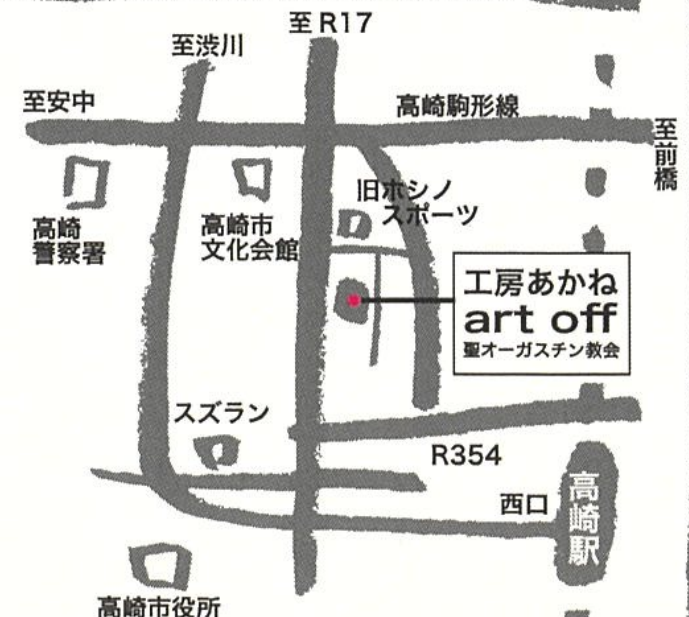 至R17
至渋川
至安中
高崎駒形線
至前橋
高崎
警察署
高崎市
文化会館
旧ホシノ
スポーツ
工房あかね
art off
聖オーガスチン教会
スズラン
R354
西口
高崎駅
高崎市役所